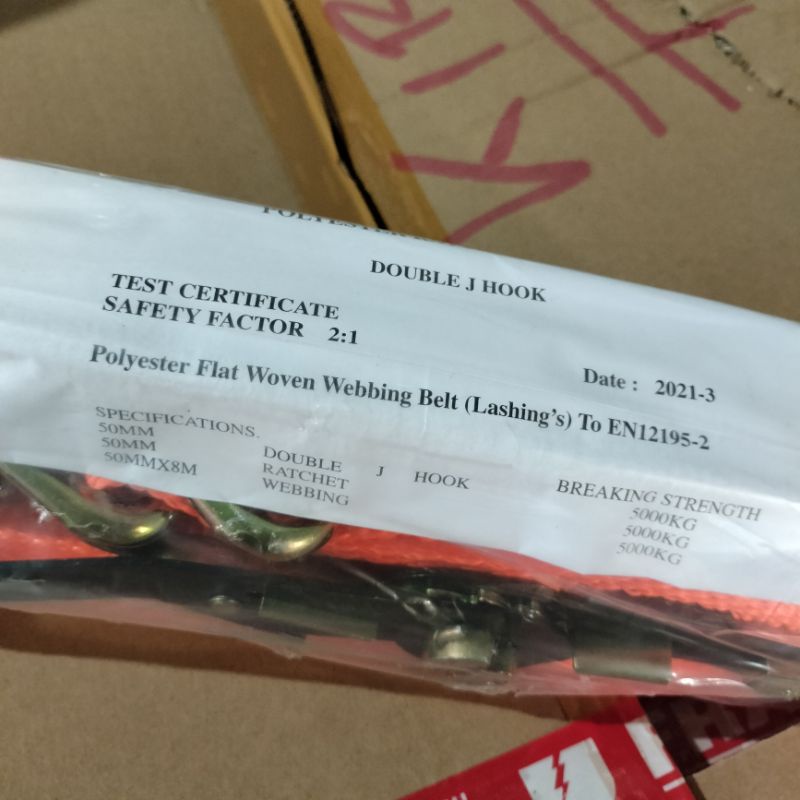 DOUBLE J HOOK
TEST CERTIFICATE
SAFETY FACTOR 2:1
Date : 2021-3
Polyester Flat Woven Webbing Belt (Lashing's) To EN12195-2
SPECIFICATIONS. BREAKING STRENGTH
50MM DOUBLE J HOOK 5000KG
50MM RATCHET 5000KG
50MMX8M WEBBING 5000KG